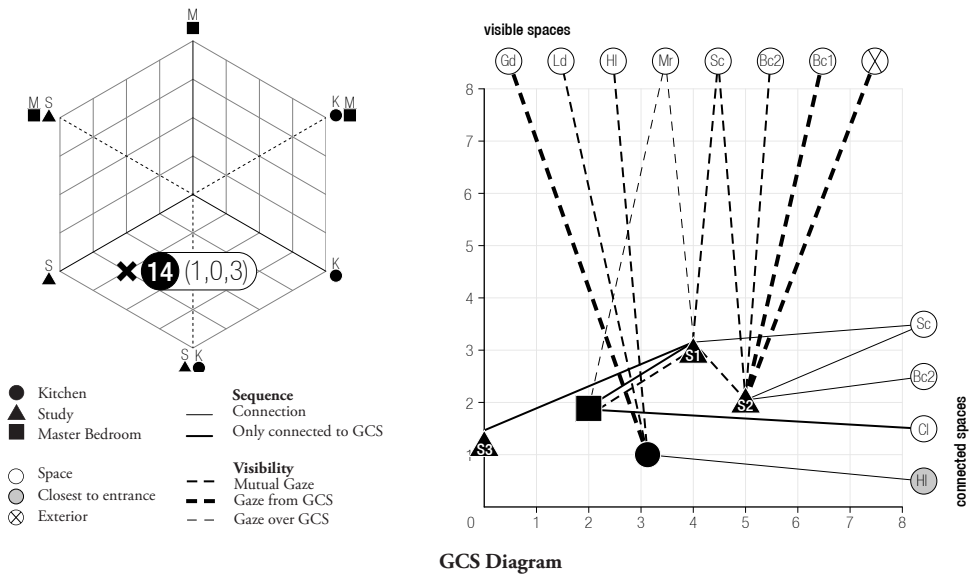 M
M S
K M
S
14 (1,0,3)
K
S K
Kitchen
Study
Master Bedroom
Space
Closest to entrance
Exterior
Sequence
Connection
Only connected to GCS
Visibility
Mutual Gaze
Gaze from GCS
Gaze over GCS
visible spaces
Gd Ld Hl Mr Sc Bc2 Bc1
8
7
6
5
4
3
2
1
S1
S2
S3
Sc
Bc2
Cl
Hl
connected spaces
0 1 2 3 4 5 6 7 8
GCS Diagram